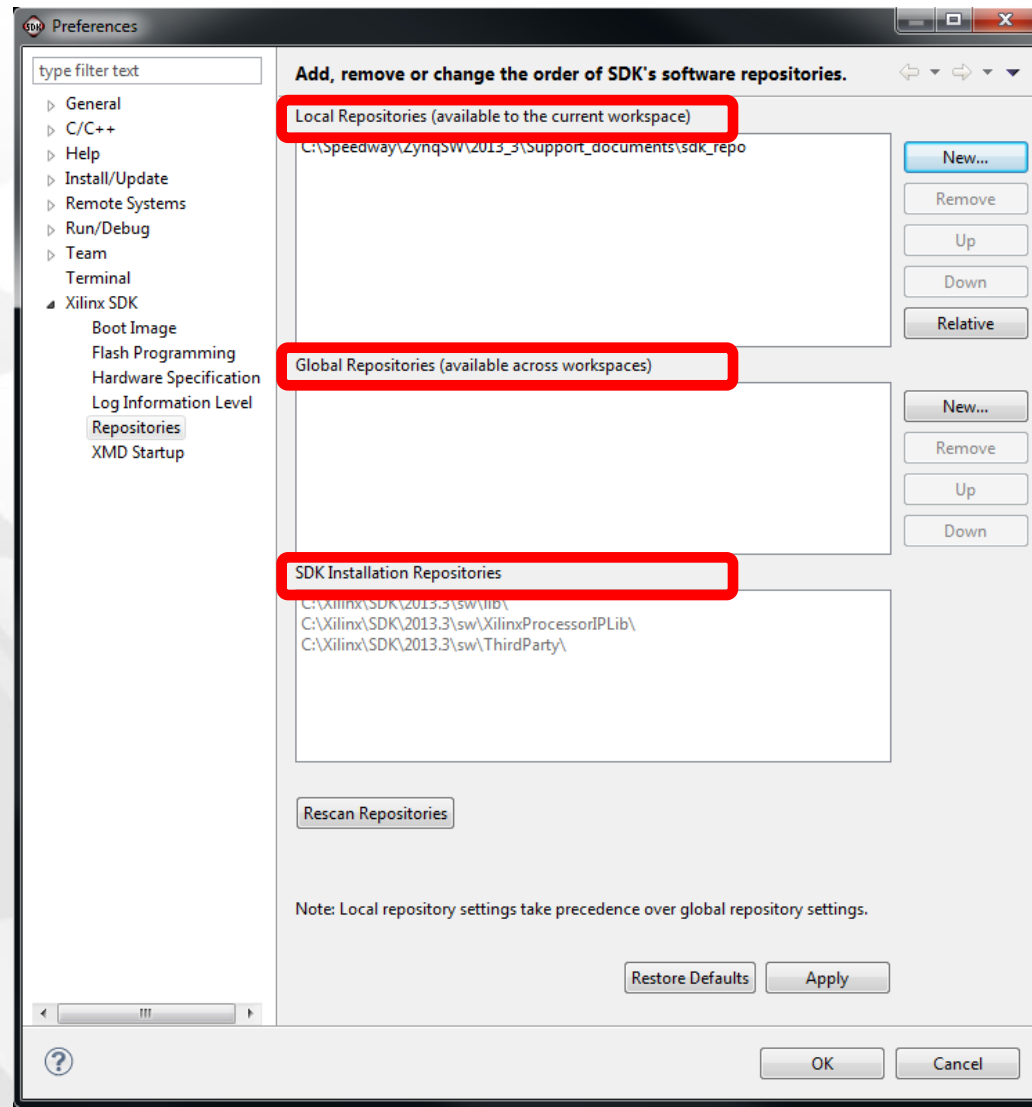 SDK Preferences
type filter text
General
C/C++
Help
Install/Update
Remote Systems
Run/Debug
Team
Terminal
Xilinx SDK
Boot Image
Flash Programming
Hardware Specification
Log Information Level
Repositories
XMD Startup
Add, remove or change the order of SDK's software repositories.
Local Repositories (available to the current workspace)
C:\Speedway\ZynqSW\2013_3\Support_documents\sdk_repo
New...
Remove
Up
Down
Relative
Global Repositories (available across workspaces)
New...
Remove
Up
Down
SDK Installation Repositories
C:\Xilinx\SDK\2013.3\sw\lib\
C:\Xilinx\SDK\2013.3\sw\XilinxProcessorIPLib\
C:\Xilinx\SDK\2013.3\sw\ThirdParty\
Rescan Repositories
Note: Local repository settings take precedence over global repository settings.
Restore Defaults
Apply
?
OK
Cancel